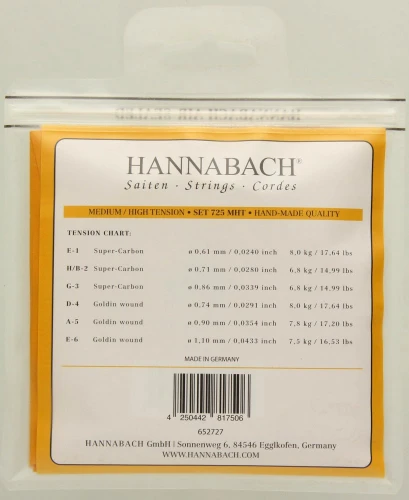 HANNABACH®
Saiten · Strings · Cordes
MEDIUM / HIGH TENSION • SET 725 MHT • HAND-MADE QUALITY
TENSION CHART:
E-1 Super-Carbon ø 0,61 mm / 0,0240 inch 8,0 kg / 17,64 lbs
H/B-2 Super-Carbon ø 0,71 mm / 0,0280 inch 6,8 kg / 14,99 lbs
G-3 Super-Carbon ø 0,86 mm / 0,0339 inch 6,8 kg / 14,99 lbs
D-4 Goldin wound ø 0,74 mm / 0,0291 inch 8,0 kg / 17,64 lbs
A-5 Goldin wound ø 0,90 mm / 0,0354 inch 7,8 kg / 17,20 lbs
E-6 Goldin wound ø 1,10 mm / 0,0433 inch 7,5 kg / 16,53 lbs
MADE IN GERMANY
4 250442 817506
652727
HANNABACH GmbH | Sonnenweg 6, 84546 Egglkofen, Germany
WWW.HANNABACH.COM